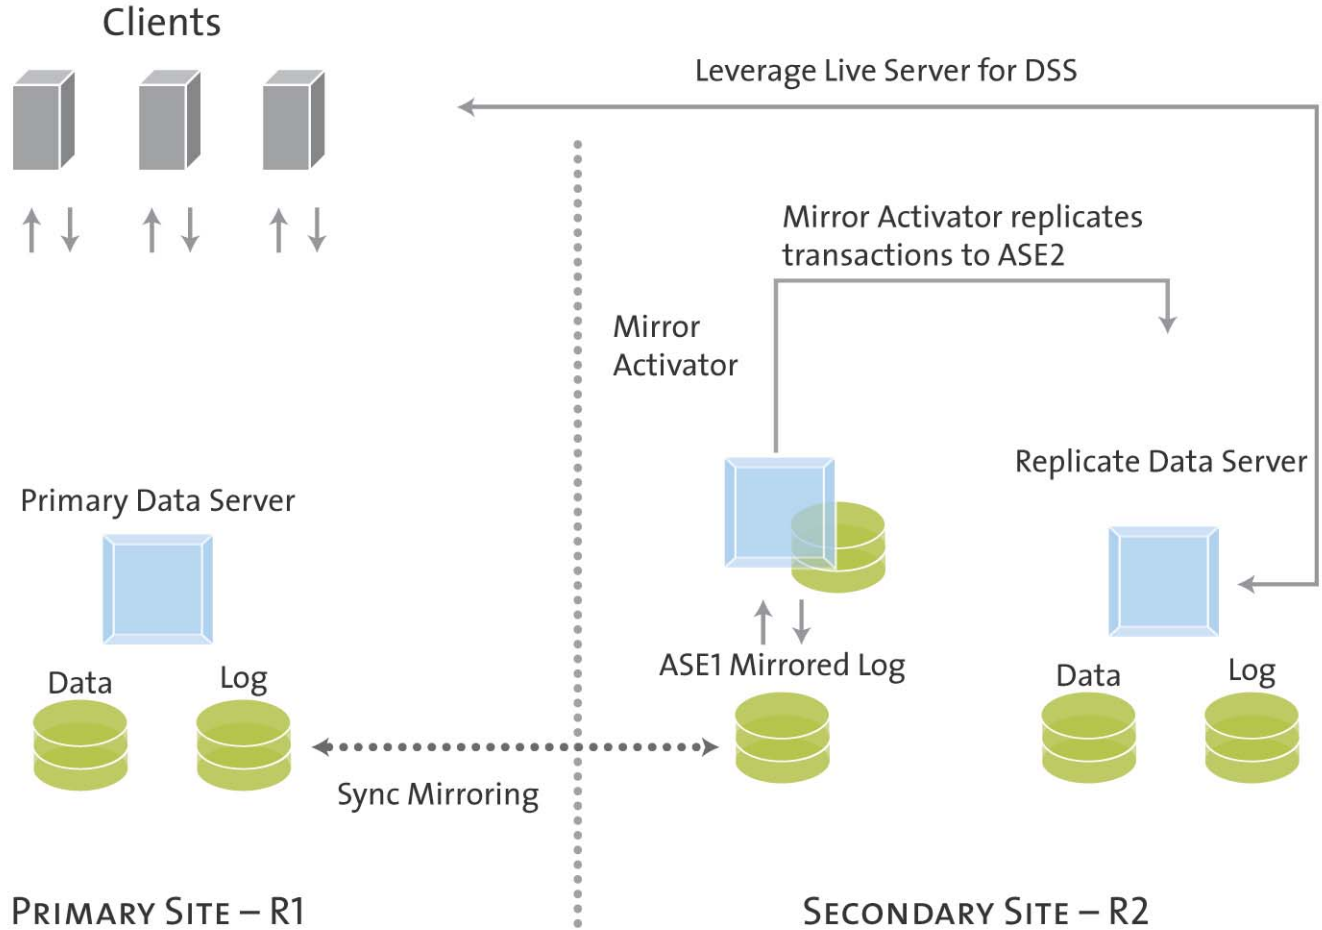 Clients
Leverage Live Server for DSS
Mirror Activator replicates
transactions to ASE2
Mirror
Activator
Replicate Data Server
Primary Data Server
ASE1 Mirrored Log
Data
Log
Data
Log
Sync Mirroring
PRIMARY SITE – R1
SECONDARY SITE – R2